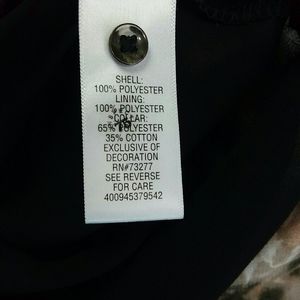 SHELL:
100% POLYESTER
LINING:
100% POLYESTER
COLLAR:
65% POLYESTER
35% COTTON
EXCLUSIVE OF
DECORATION
RN#73277
SEE REVERSE
FOR CARE
400945379542